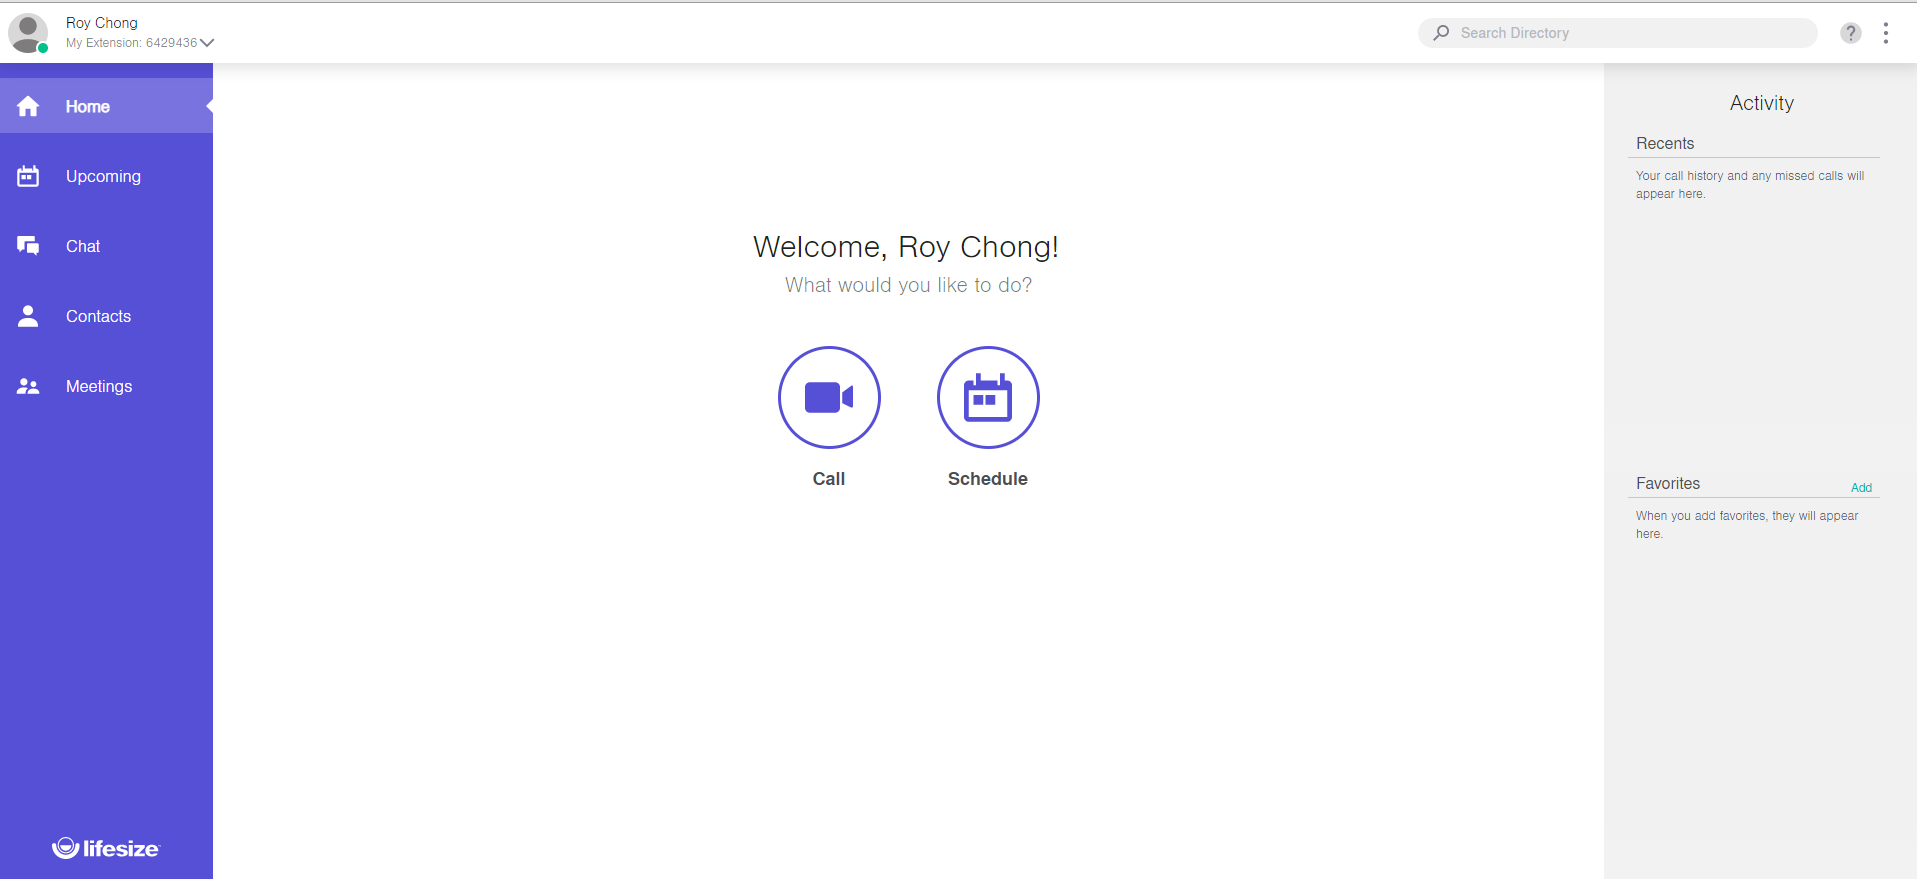 Roy Chong
My Extension: 6429436
Search Directory
?
Home
Upcoming
Chat
Contacts
Meetings
lifesize
Welcome, Roy Chong!
What would you like to do?
Call
Schedule
Activity
Recents
Your call history and any missed calls will
appear here.
Favorites
Add
When you add favorites, they will appear
here.